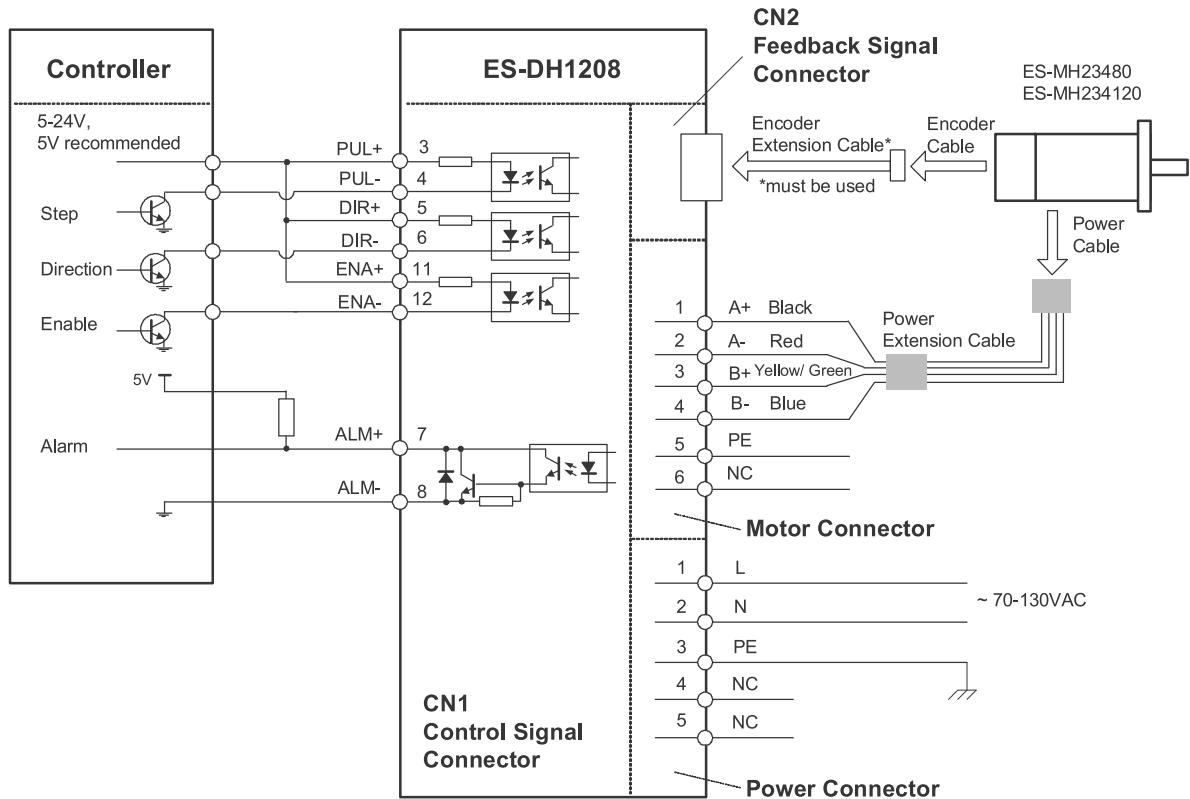 Controller
5-24V,
5V recommended
Step
Direction
Enable
5V
Alarm
ES-DH1208
PUL+ 3
PUL- 4
DIR+ 5
DIR- 6
ENA+ 11
ENA- 12
ALM+ 7
ALM- 8
CN1
Control Signal
Connector
CN2
Feedback Signal
Connector
Encoder
Extension Cable*
*must be used
Encoder
Cable
ES-MH23480
ES-MH234120
Power
Cable
1 A+ Black
2 A- Red
3 B+ Yellow/ Green
4 B- Blue
5 PE
6 NC
Power
Extension Cable
Motor Connector
1 L
2 N
~ 70-130VAC
3 PE
4 NC
5 NC
Power Connector